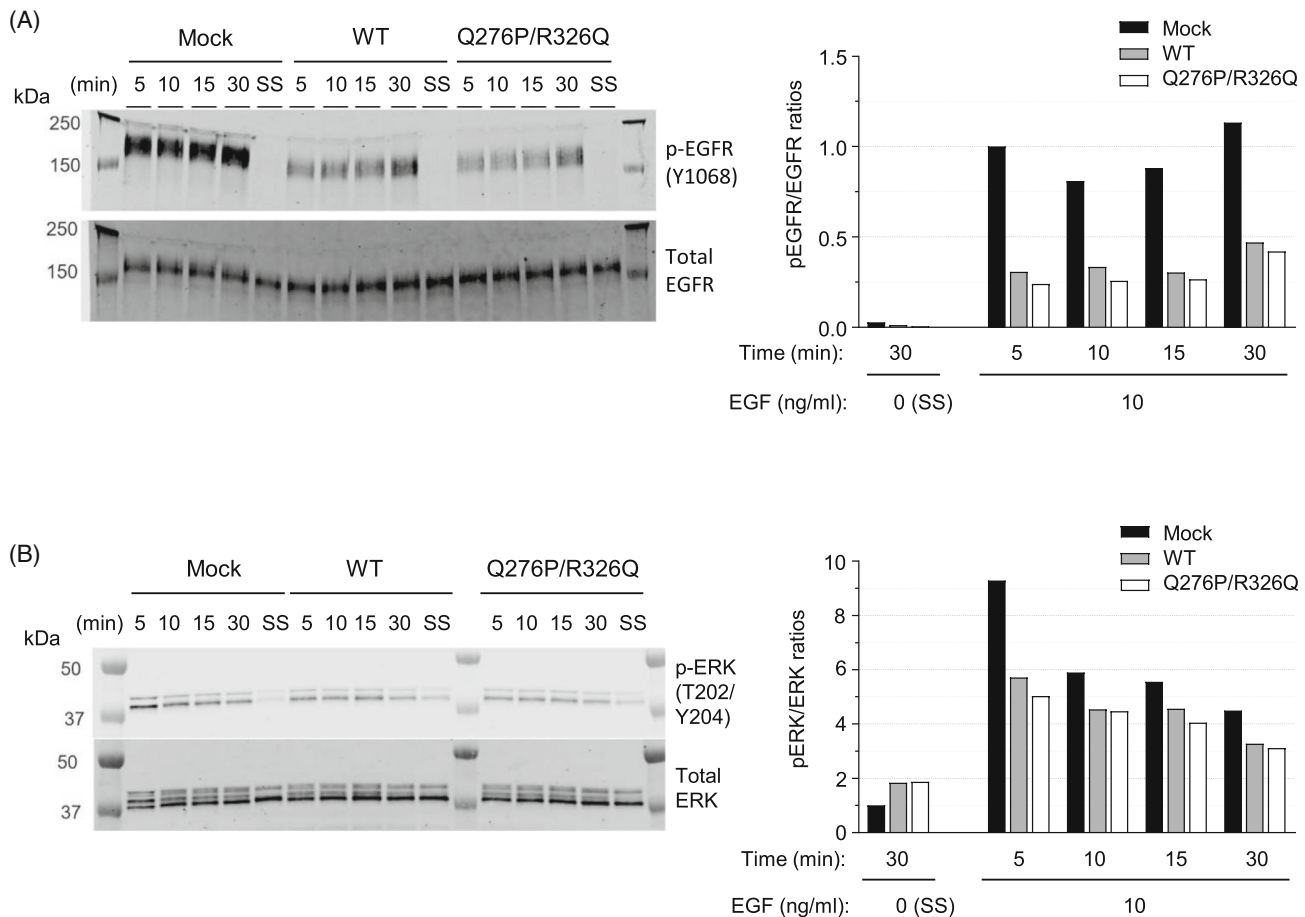 (A)
Mock WT Q276P/R326Q
(min) 5 10 15 30 SS 5 10 15 30 SS 5 10 15 30 SS
kDa
250
150
p-EGFR
(Y1068)
250
150
Total
EGFR
Mock
WT
Q276P/R326Q
pEGFR/EGFR ratios
1.5
1.0
0.5
0.0
Time (min): 30 5 10 15 30
EGF (ng/ml): 0 (SS) 10
(B)
Mock WT Q276P/R326Q
(min) 5 10 15 30 SS 5 10 15 30 SS 5 10 15 30 SS
kDa
50
37
p-ERK
(T202/
Y204)
50
37
Total
ERK
Mock
WT
Q276P/R326Q
pERK/ERK ratios
10
8
6
4
2
0
Time (min): 30 5 10 15 30
EGF (ng/ml): 0 (SS) 10